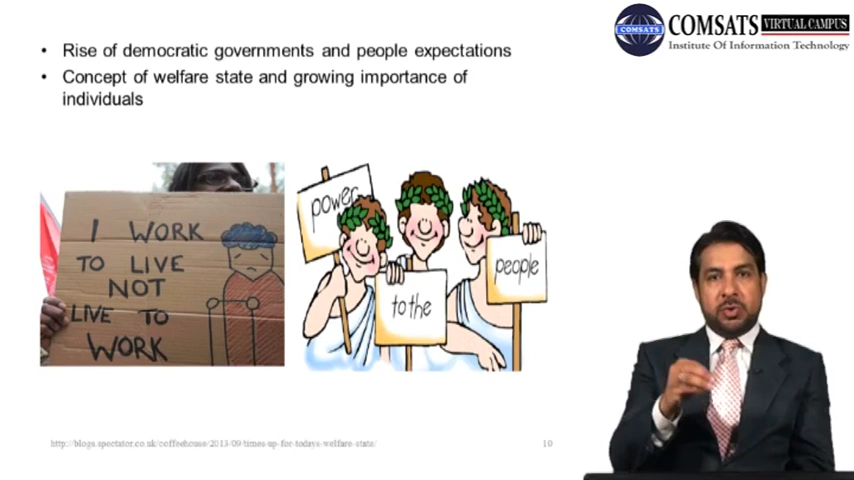 COMSATS VIRTUAL CAMPUS
Institute Of Information Technology
COMSATS
• Rise of democratic governments and people expectations
• Concept of welfare state and growing importance of
individuals
I WORK
TO LIVE
NOT
LIVE TO
WORK
power
to the
people
http://blogs.spectator.co.uk/coffeehouse/2013/09/times-up-for-todays-welfare-state/
10